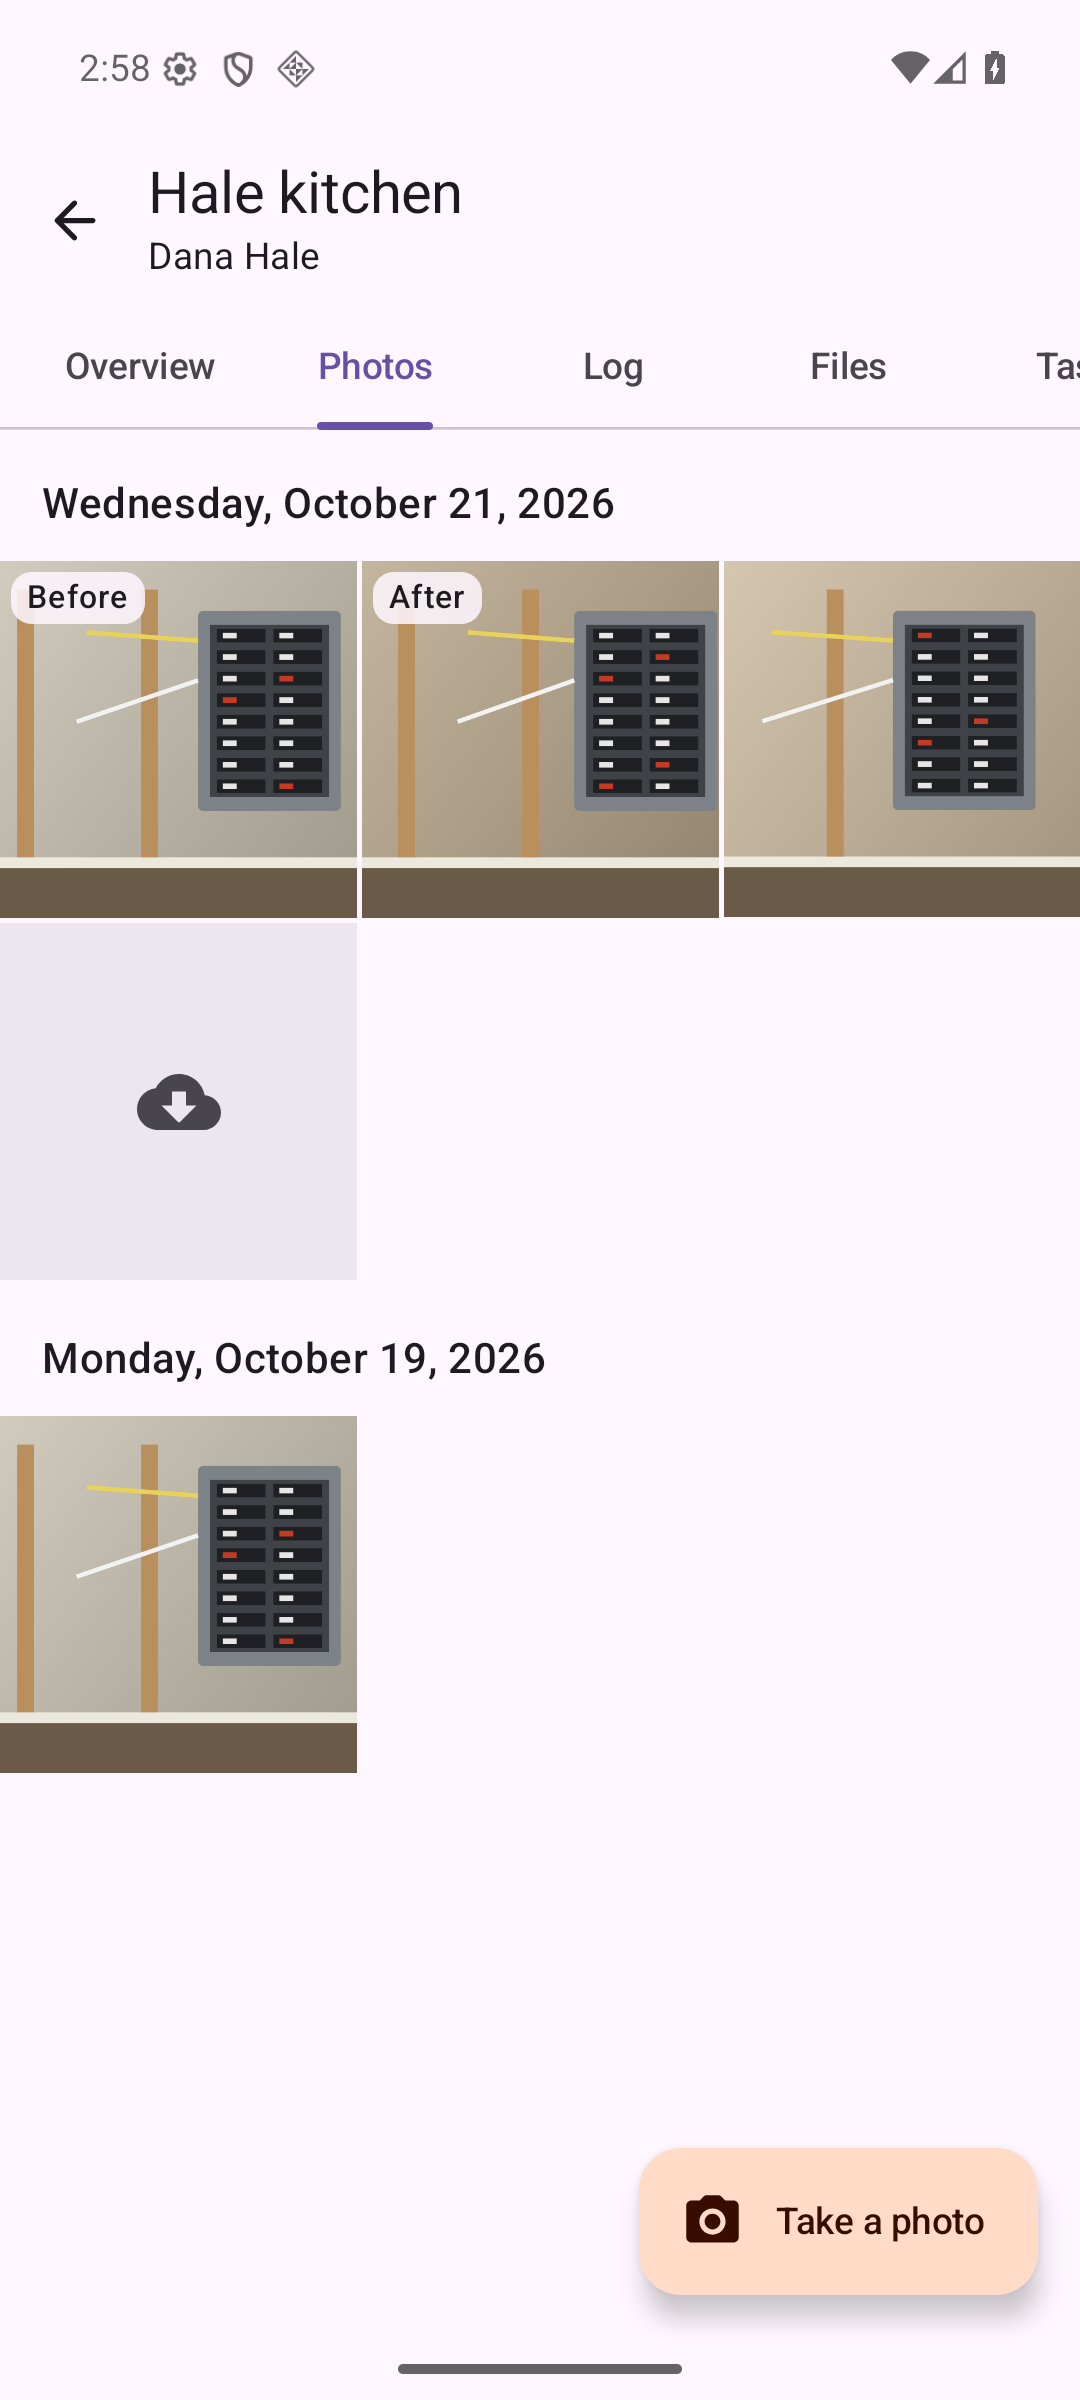 2:58
Hale kitchen
Dana Hale
Overview
Photos
Log
Files
Wednesday, October 21, 2026
Before
After
Monday, October 19, 2026
Take a photo